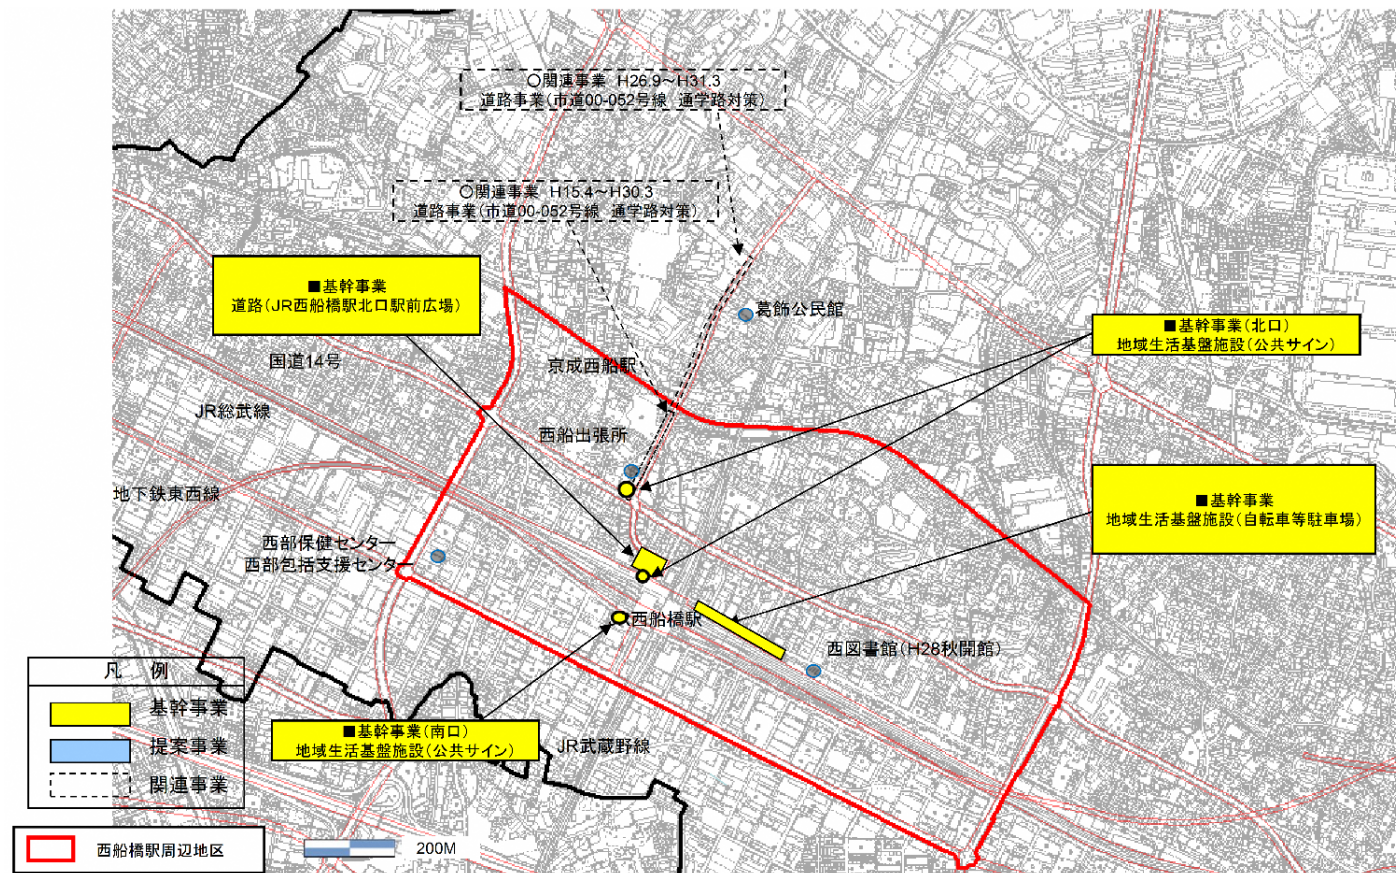 〇関連事業 H26.9～H31.3
道路事業(市道00-052号線 通学路対策)
〇関連事業 H15.4～H30.3
道路事業(市道00-052号線 通学路対策)
■基幹事業
道路(JR西船橋駅北口駅前広場)
葛飾公民館
■基幹事業(北口)
地域生活基盤施設(公共サイン)
国道14号
京成西船駅
JR総武線
西船出張所
地下鉄東西線
■基幹事業
地域生活基盤施設(自転車等駐車場)
西部保健センター
西部包括支援センター
西船橋駅
西図書館(H28秋開館)
■基幹事業(南口)
地域生活基盤施設(公共サイン)
JR武蔵野線
凡 例
基幹事業
提案事業
関連事業
西船橋駅周辺地区
200M